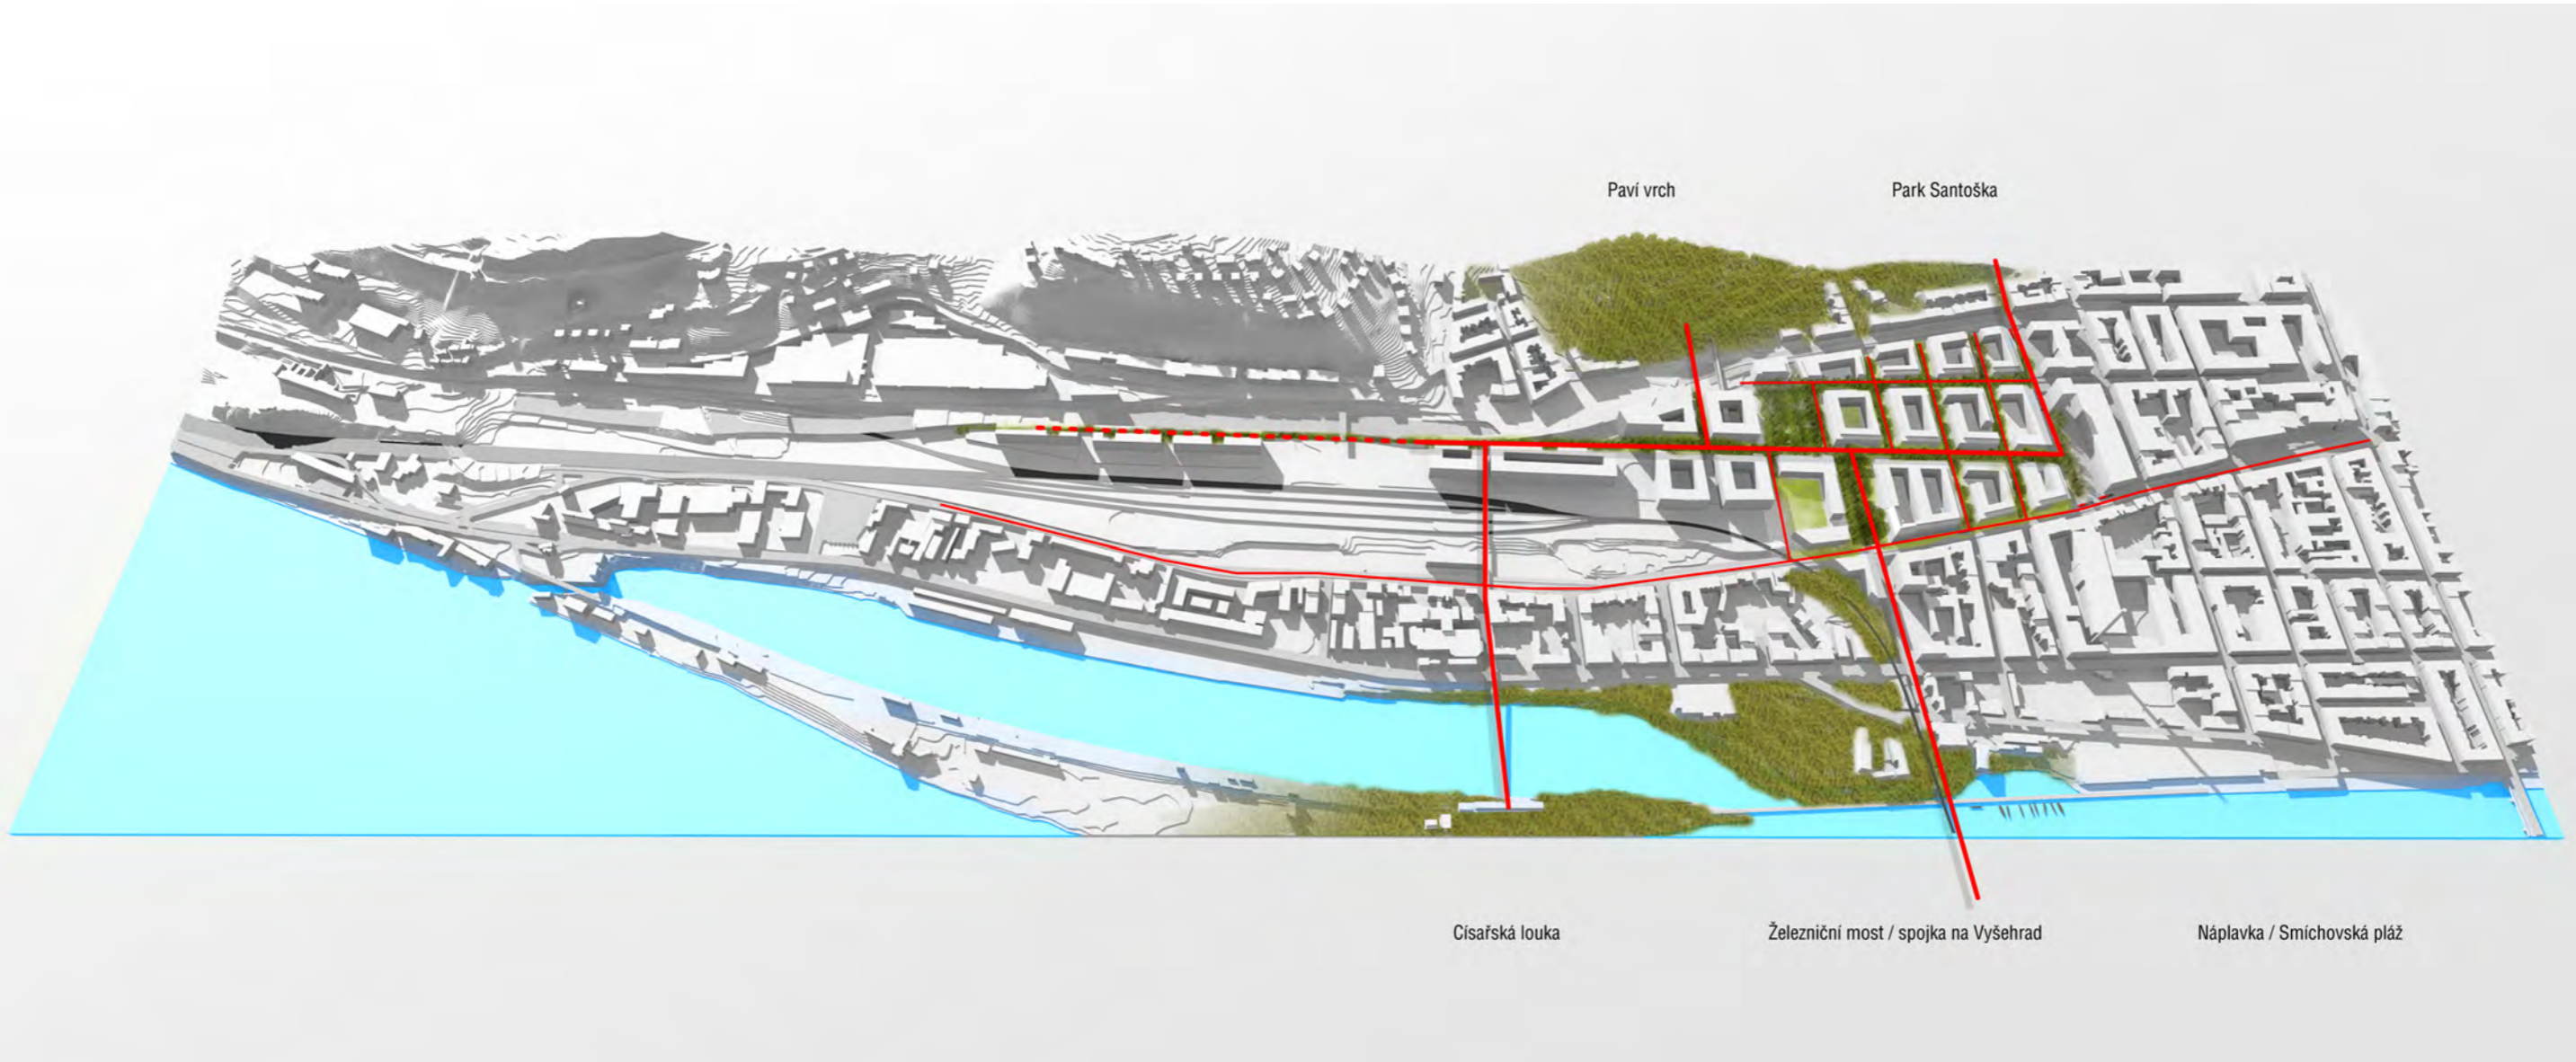 Paví vrch
Park Santoška
Císařská louka
Železniční most / spojka na Vyšehrad
Náplavka / Smíchovská pláž